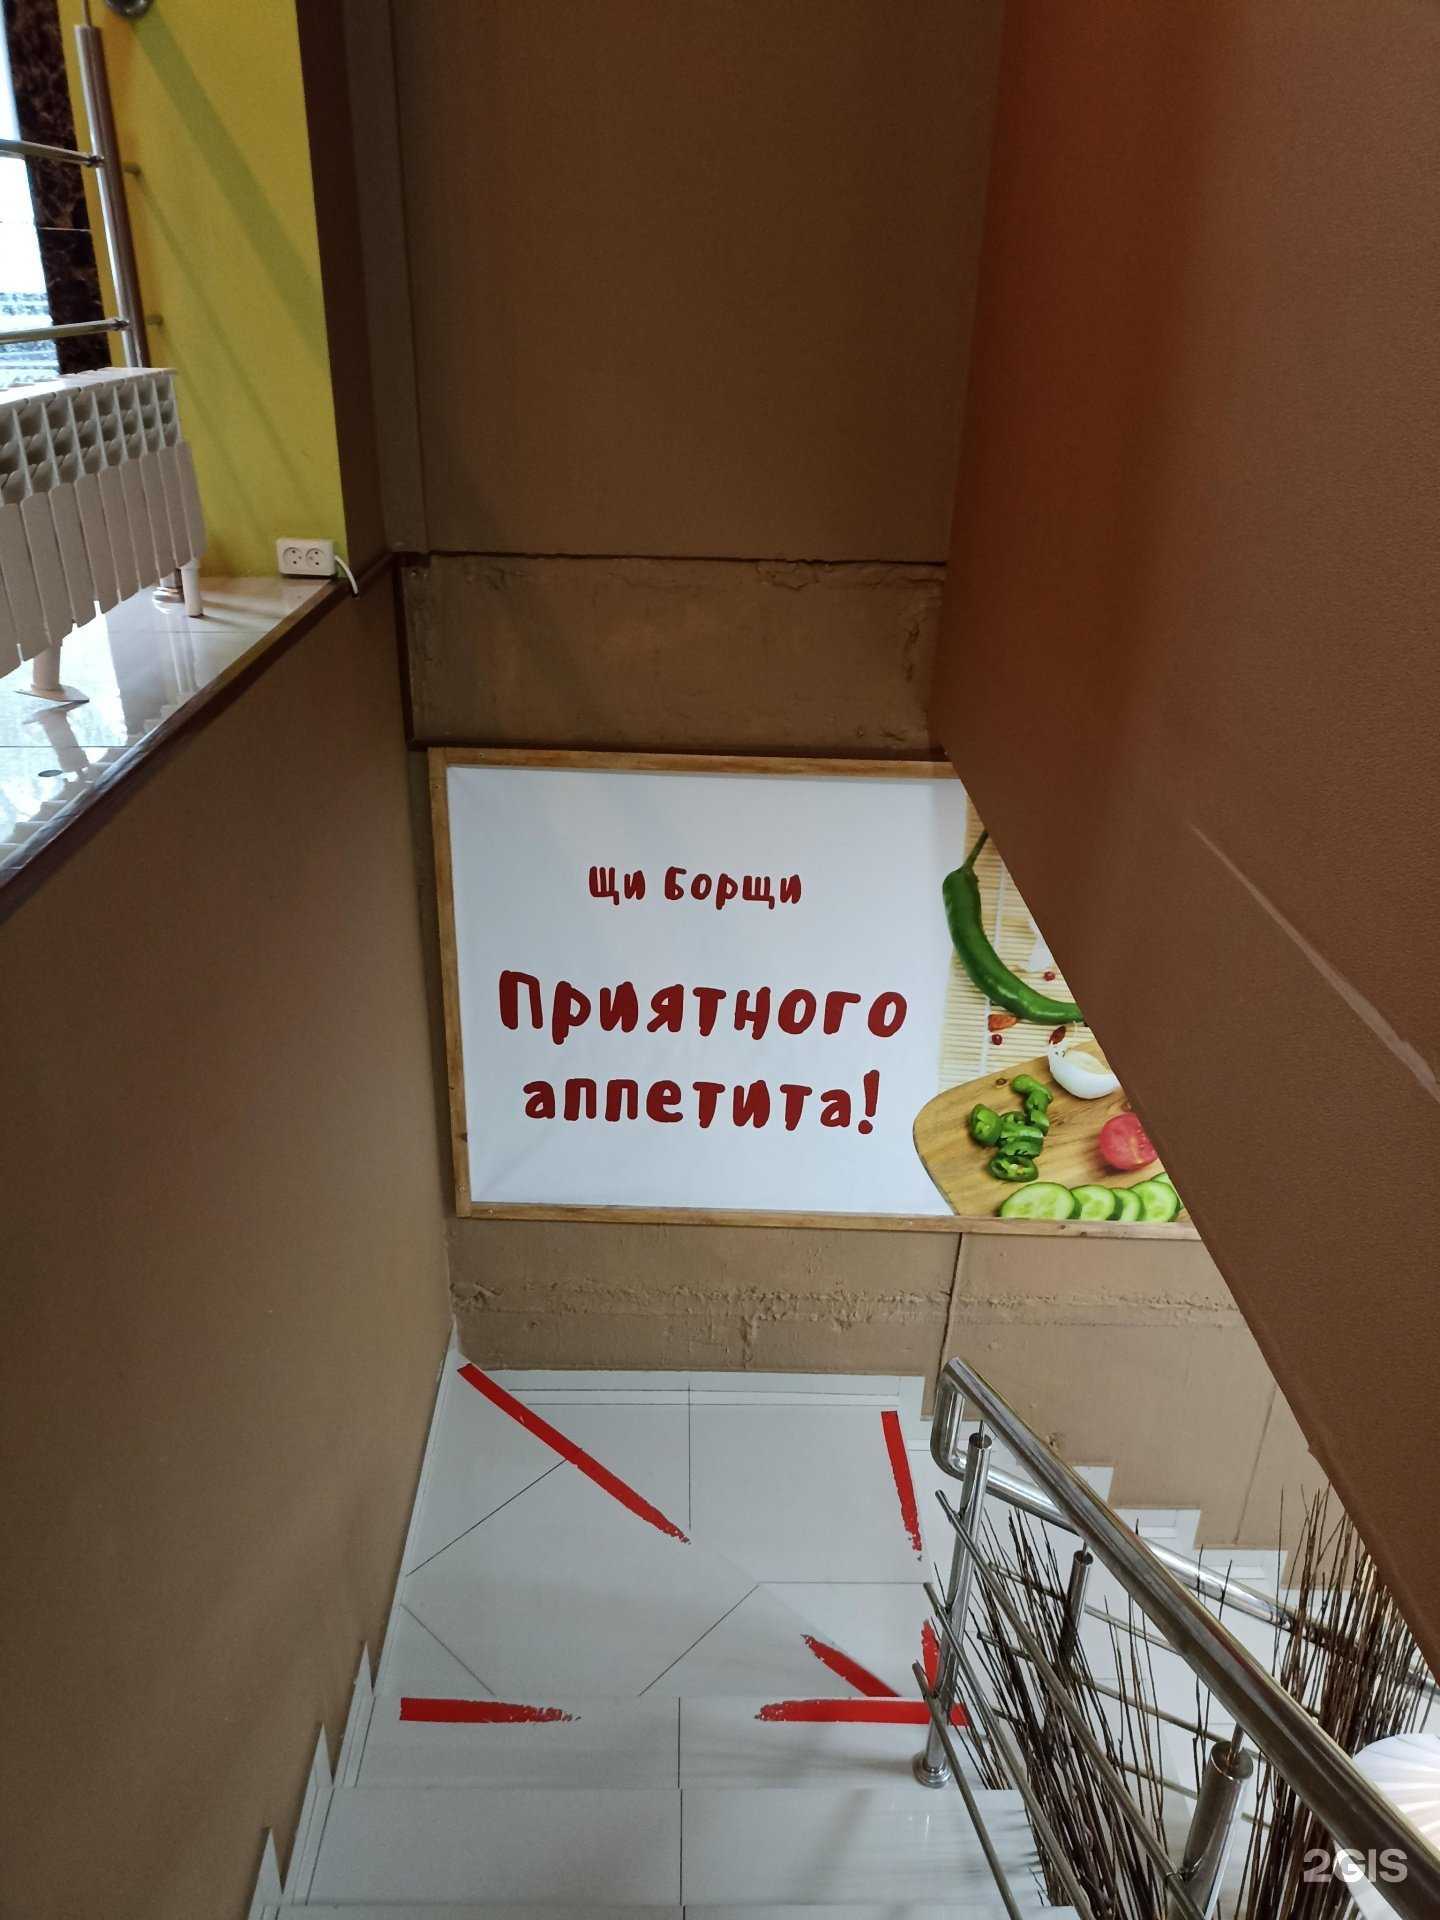 Щи Борщи
Приятного
аппетита!
2GIS